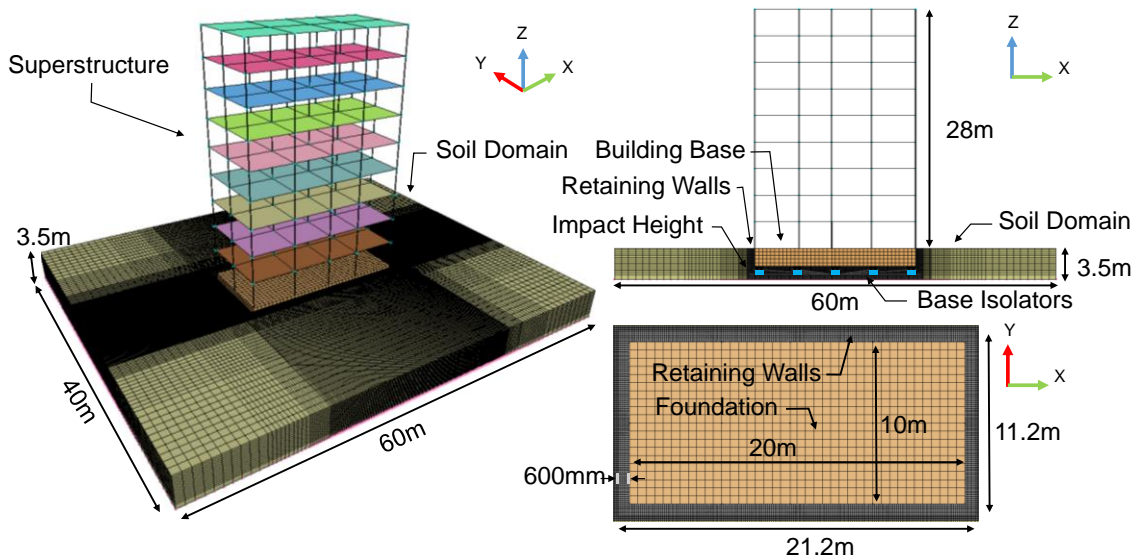 Superstructure
Z
Y
X
Soil Domain
3.5m
40m
60m
Z
X
28m
Building Base
Retaining Walls
Impact Height
Soil Domain
3.5m
Base Isolators
60m
Y
X
Retaining Walls
Foundation
10m
20m
11.2m
600mm
21.2m